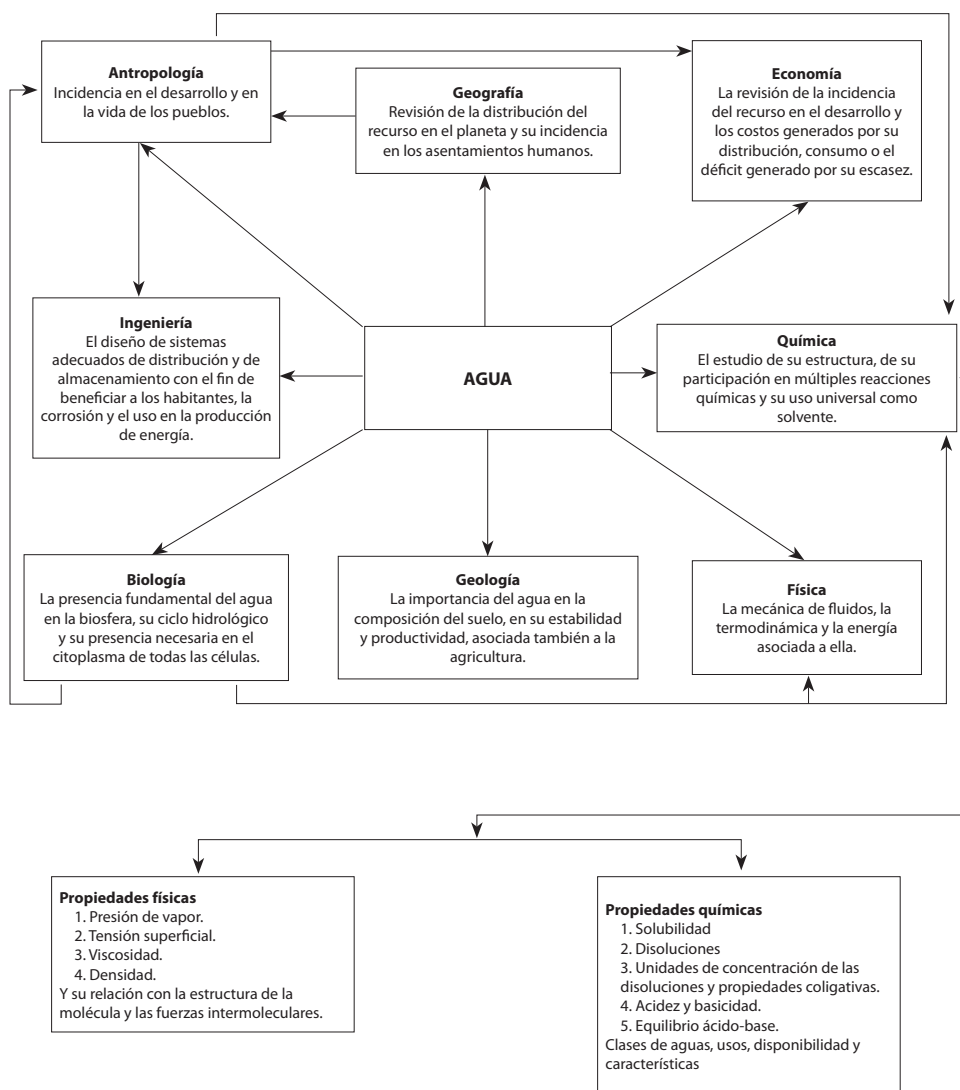 Antropología
Incidencia en el desarrollo y en
la vida de los pueblos.
Geografía
Revisión de la distribución del
recurso en el planeta y su incidencia
en los asentamientos humanos.
Economía
La revisión de la incidencia
del recurso en el desarrollo y
los costos generados por su
distribución, consumo o el
déficit generado por su escasez.
Ingeniería
El diseño de sistemas
adecuados de distribución y de
almacenamiento con el fin de
beneficiar a los habitantes, la
corrosión y el uso en la producción
de energía.
AGUA
Química
El estudio de su estructura, de su
participación en múltiples reacciones
químicas y su uso universal como
solvente.
Biología
La presencia fundamental del agua
en la biosfera, su ciclo hidrológico
y su presencia necesaria en el
citoplasma de todas las células.
Geología
La importancia del agua en la
composición del suelo, en su estabilidad
y productividad, asociada también a la
agricultura.
Física
La mecánica de fluidos, la
termodinámica y la energía
asociada a ella.
Propiedades físicas
1. Presión de vapor.
2. Tensión superficial.
3. Viscosidad.
4. Densidad.
Y su relación con la estructura de la
molécula y las fuerzas intermoleculares.
Propiedades químicas
1. Solubilidad
2. Disoluciones
3. Unidades de concentración de las
disoluciones y propiedades coligativas.
4. Acidez y basicidad.
5. Equilibrio ácido-base.
Clases de aguas, usos, disponibilidad y
características